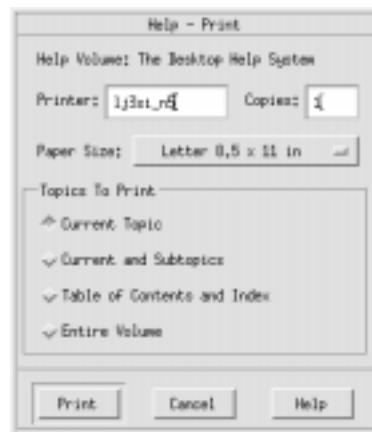 Help - Print
Help Volume: The Desktop Help System
Printer: lj3si_n5 Copies: 1
Paper Size: Letter 8.5 x 11 in
Topics To Print
Current Topic
Current and Subtopics
Table of Contents and Index
Entire Volume
Print Cancel Help